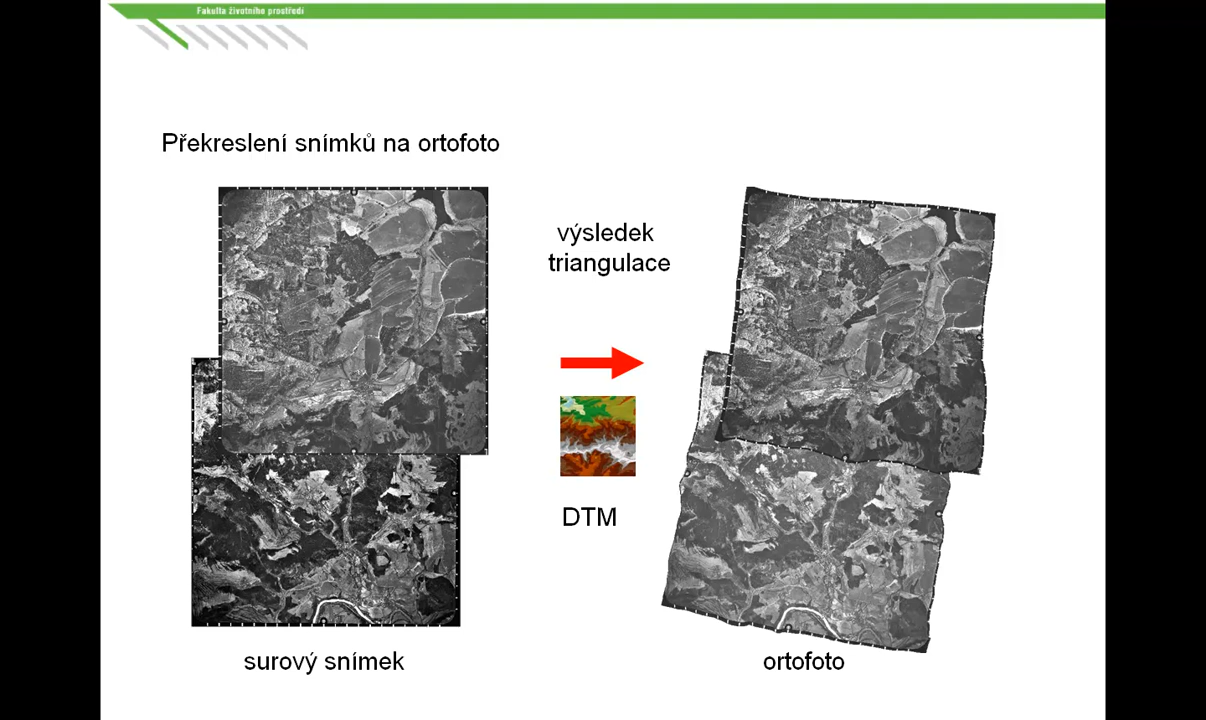 Fakulta životního prostředí
Překreslení snímků na ortofoto
výsledek
triangulace
DTM
surový snímek
ortofoto